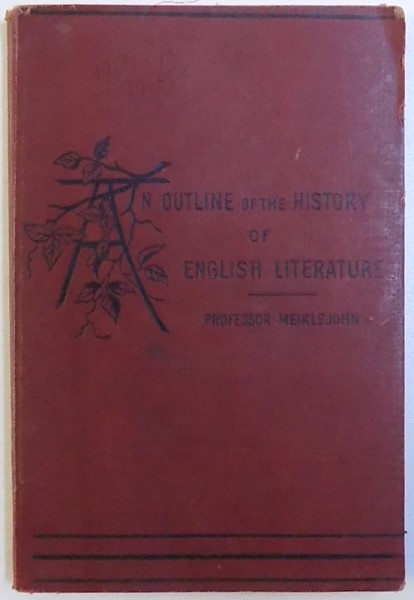 AN OUTLINE OF THE HISTORY
OF
ENGLISH LITERATURE
PROFESSOR MEIKLEJOHN